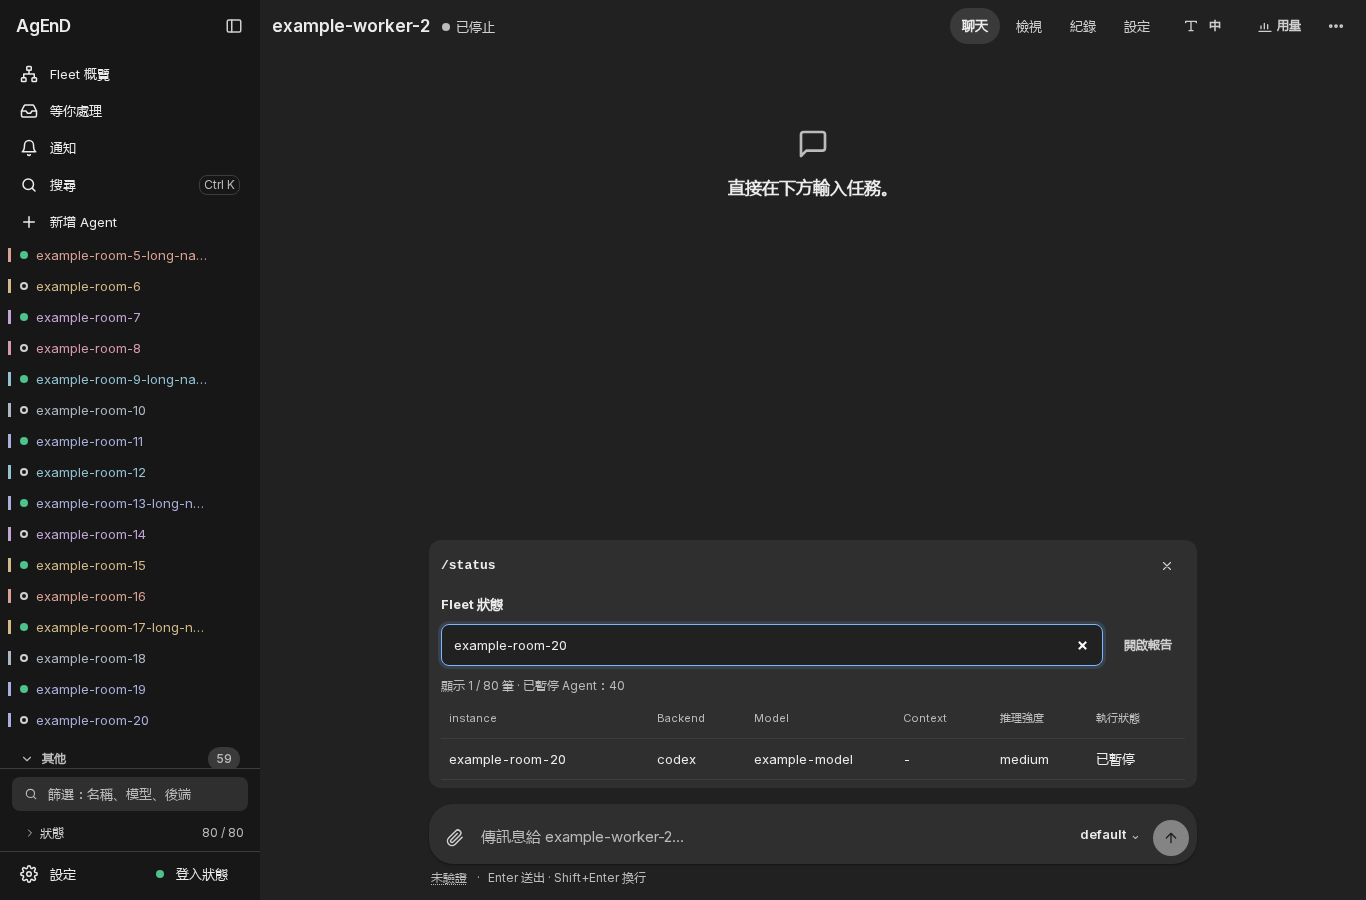 AgEnD
Fleet 概覽
等你處理
通知
搜尋 Ctrl K
新增 Agent
example-room-5-long-na…
example-room-6
example-room-7
example-room-8
example-room-9-long-na…
example-room-10
example-room-11
example-room-12
example-room-13-long-n…
example-room-14
example-room-15
example-room-16
example-room-17-long-n…
example-room-18
example-room-19
example-room-20
其他 59
篩選：名稱、模型、後端
狀態 80 / 80
設定 登入狀態
example-worker-2 已停止 聊天 檢視 紀錄 設定 中 用量
直接在下方輸入任務。
/status
Fleet 狀態
example-room-20 開啟報告
顯示 1 / 80 筆 · 已暫停 Agent：40
instance Backend Model Context 推理強度 執行狀態
example-room-20 codex example-model - medium 已暫停
傳訊息給 example-worker-2... default
未驗證 · Enter 送出 · Shift+Enter 換行